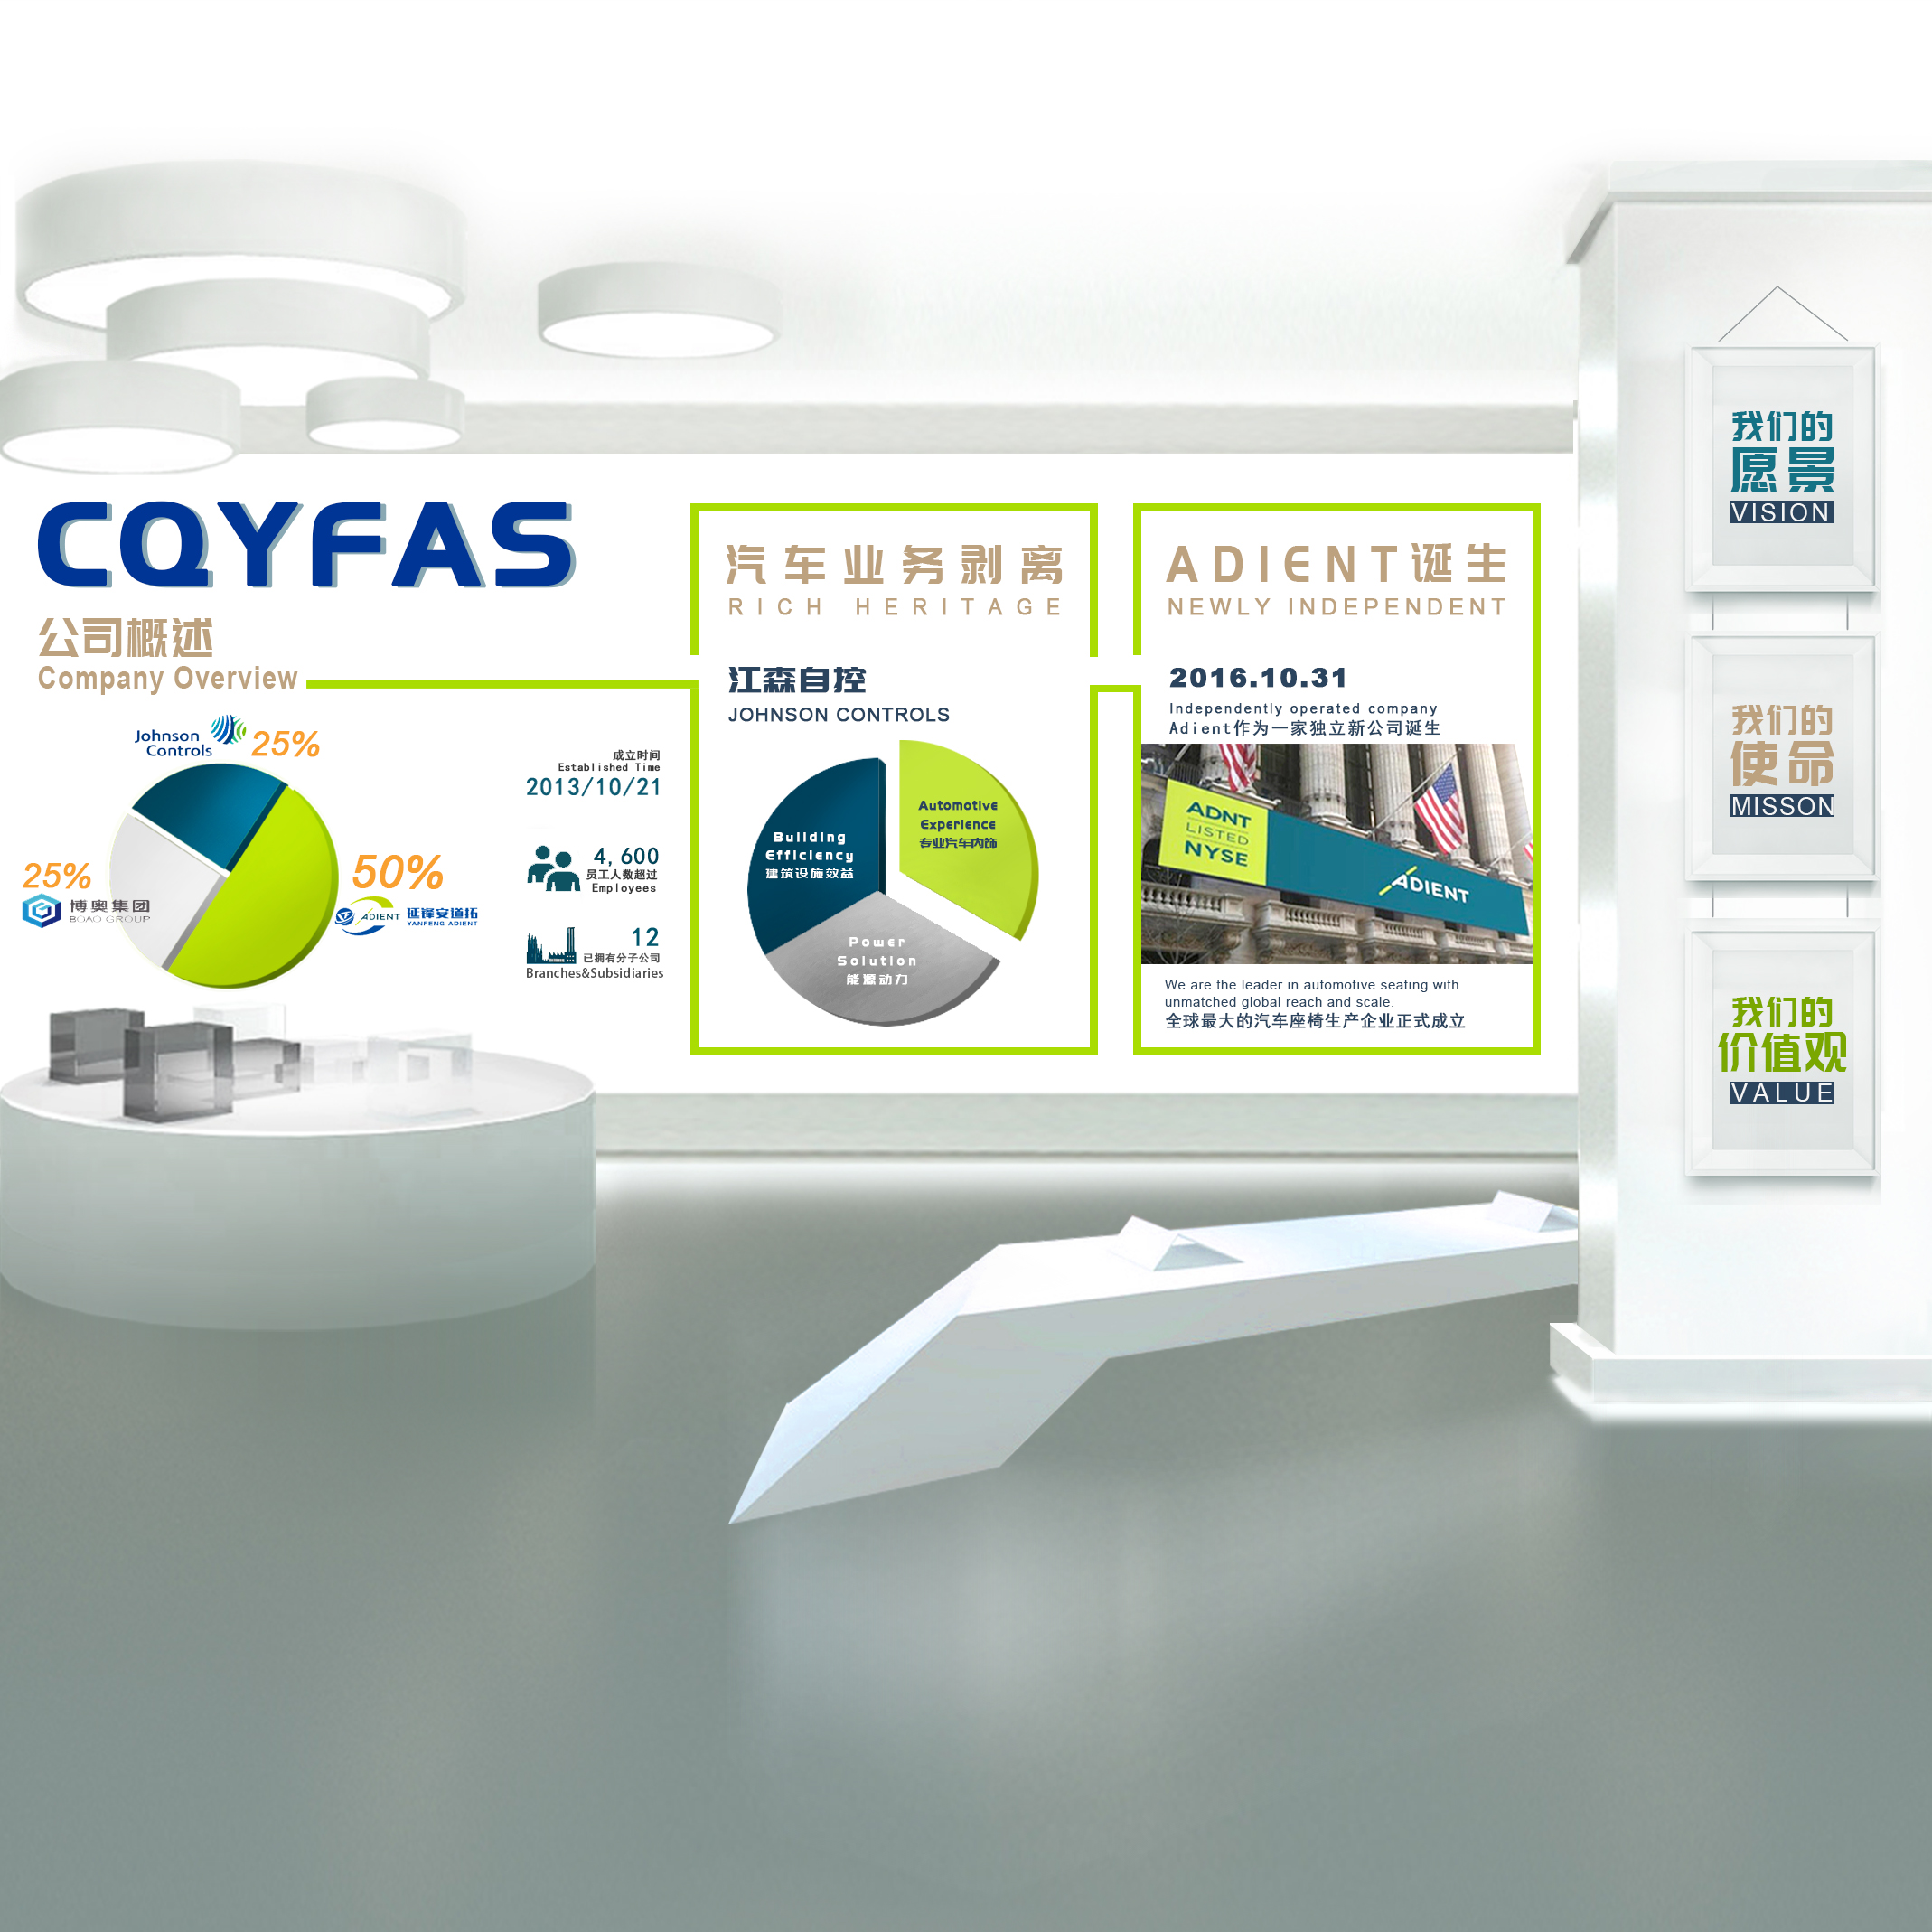 CQYFAS
公司概述
Company Overview
Johnson
Controls
25%
25%
博奥集团
BOAO GROUP
50%
ADIENT
延锋安道拓
YANFENG ADIENT
成立时间
Established Time
2013/10/21
4,600
员工人数超过
Employees
12
已拥有分子公司
Branches&Subsidiaries
汽车业务剥离
RICH HERITAGE
江森自控
JOHNSON CONTROLS
Building
Efficiency
建筑设施效益
Automotive
Experience
专业汽车内饰
Power
Solution
能源动力
ADIENT诞生
NEWLY INDEPENDENT
2016.10.31
Independently operated company
Adient作为一家独立新公司诞生
ADNT
LISTED
NYSE
ADIENT
We are the leader in automotive seating with
unmatched global reach and scale.
全球最大的汽车座椅生产企业正式成立
我们的
愿景
VISION
我们的
使命
MISSON
我们的
价值观
VALUE